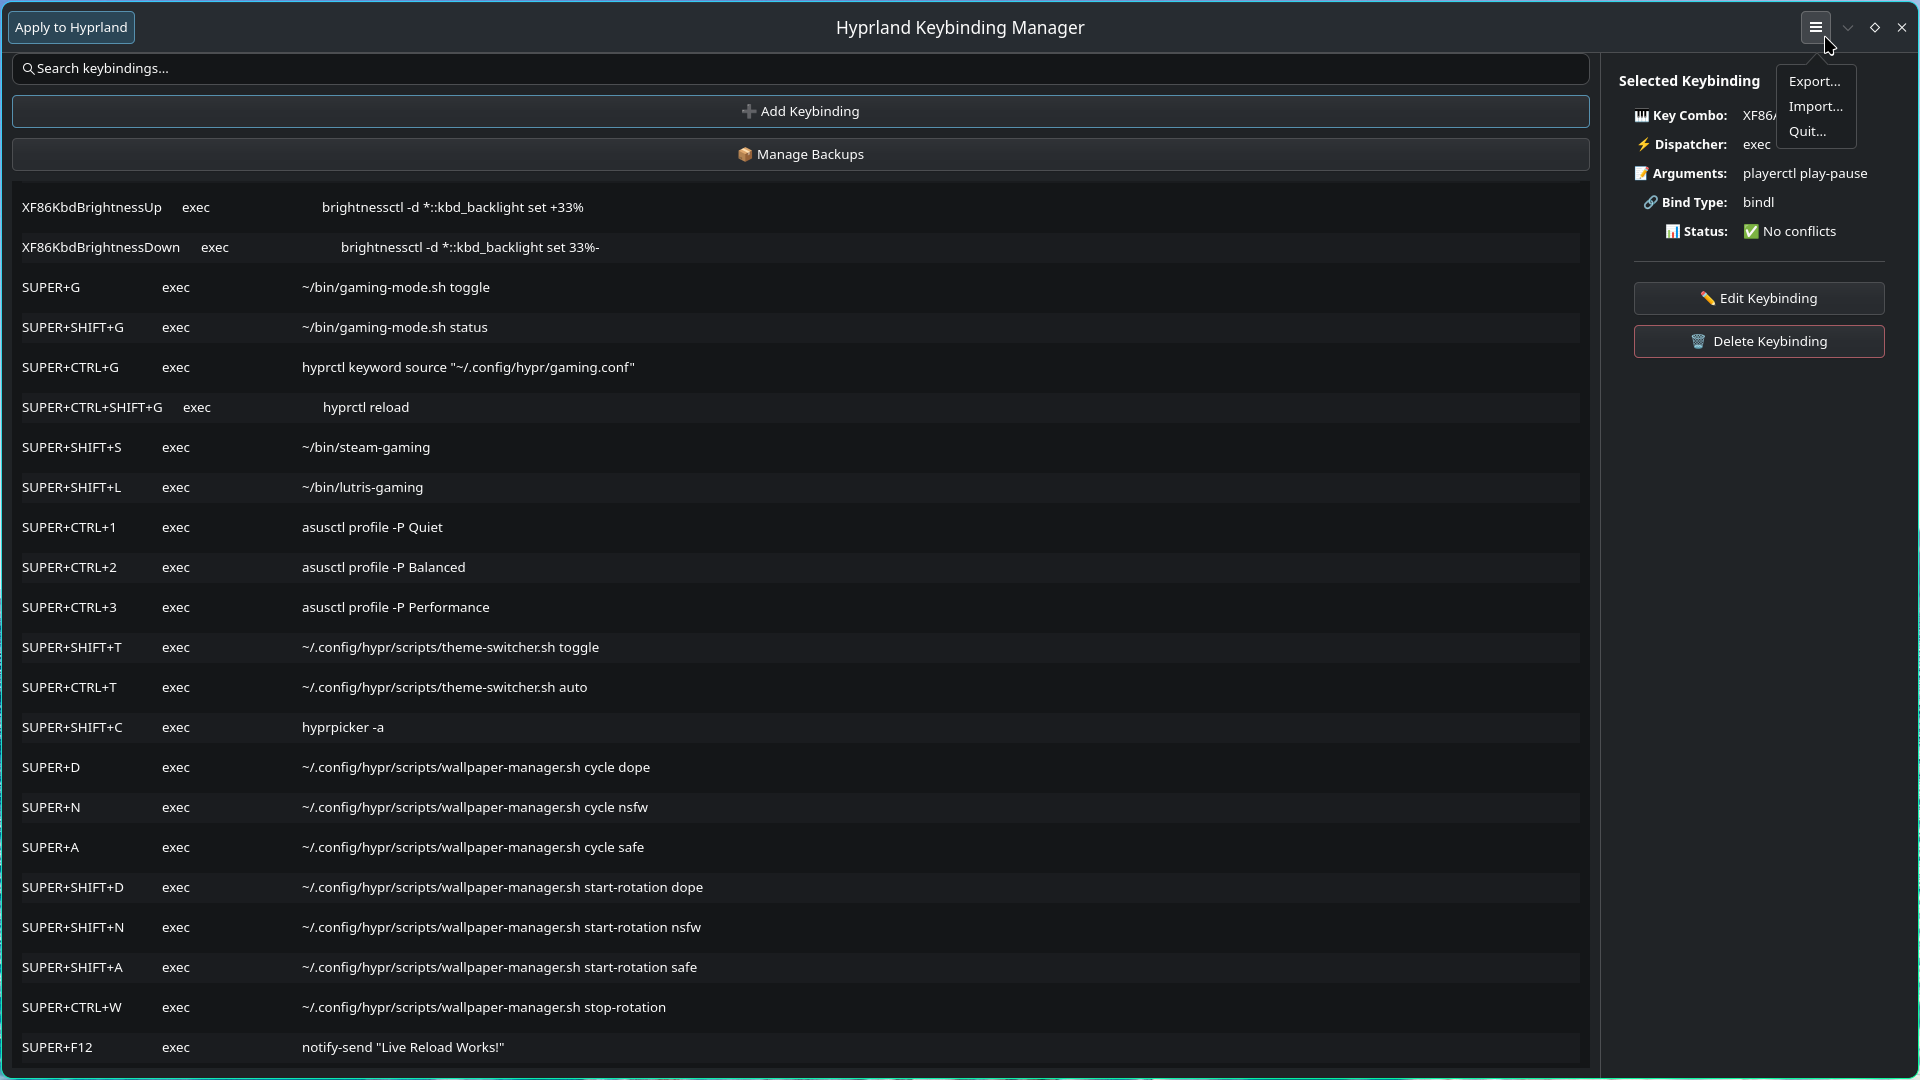 Apply to Hyprland
Hyprland Keybinding Manager
Search keybindings...
➕ Add Keybinding
📦 Manage Backups
XF86KbdBrightnessUp exec brightnessctl -d *::kbd_backlight set +33%
XF86KbdBrightnessDown exec brightnessctl -d *::kbd_backlight set 33%-
SUPER+G exec ~/bin/gaming-mode.sh toggle
SUPER+SHIFT+G exec ~/bin/gaming-mode.sh status
SUPER+CTRL+G exec hyprctl keyword source "~/.config/hypr/gaming.conf"
SUPER+CTRL+SHIFT+G exec hyprctl reload
SUPER+SHIFT+S exec ~/bin/steam-gaming
SUPER+SHIFT+L exec ~/bin/lutris-gaming
SUPER+CTRL+1 exec asusctl profile -P Quiet
SUPER+CTRL+2 exec asusctl profile -P Balanced
SUPER+CTRL+3 exec asusctl profile -P Performance
SUPER+SHIFT+T exec ~/.config/hypr/scripts/theme-switcher.sh toggle
SUPER+CTRL+T exec ~/.config/hypr/scripts/theme-switcher.sh auto
SUPER+SHIFT+C exec hyprpicker -a
SUPER+D exec ~/.config/hypr/scripts/wallpaper-manager.sh cycle dope
SUPER+N exec ~/.config/hypr/scripts/wallpaper-manager.sh cycle nsfw
SUPER+A exec ~/.config/hypr/scripts/wallpaper-manager.sh cycle safe
SUPER+SHIFT+D exec ~/.config/hypr/scripts/wallpaper-manager.sh start-rotation dope
SUPER+SHIFT+N exec ~/.config/hypr/scripts/wallpaper-manager.sh start-rotation nsfw
SUPER+SHIFT+A exec ~/.config/hypr/scripts/wallpaper-manager.sh start-rotation safe
SUPER+CTRL+W exec ~/.config/hypr/scripts/wallpaper-manager.sh stop-rotation
SUPER+F12 exec notify-send "Live Reload Works!"
Selected Keybinding
🎹 Key Combo: XF86
⚡ Dispatcher: exec
📝 Arguments: playerctl play-pause
🔗 Bind Type: bindl
📊 Status: ✅ No conflicts
✏️ Edit Keybinding
🗑️ Delete Keybinding
Export...
Import...
Quit...